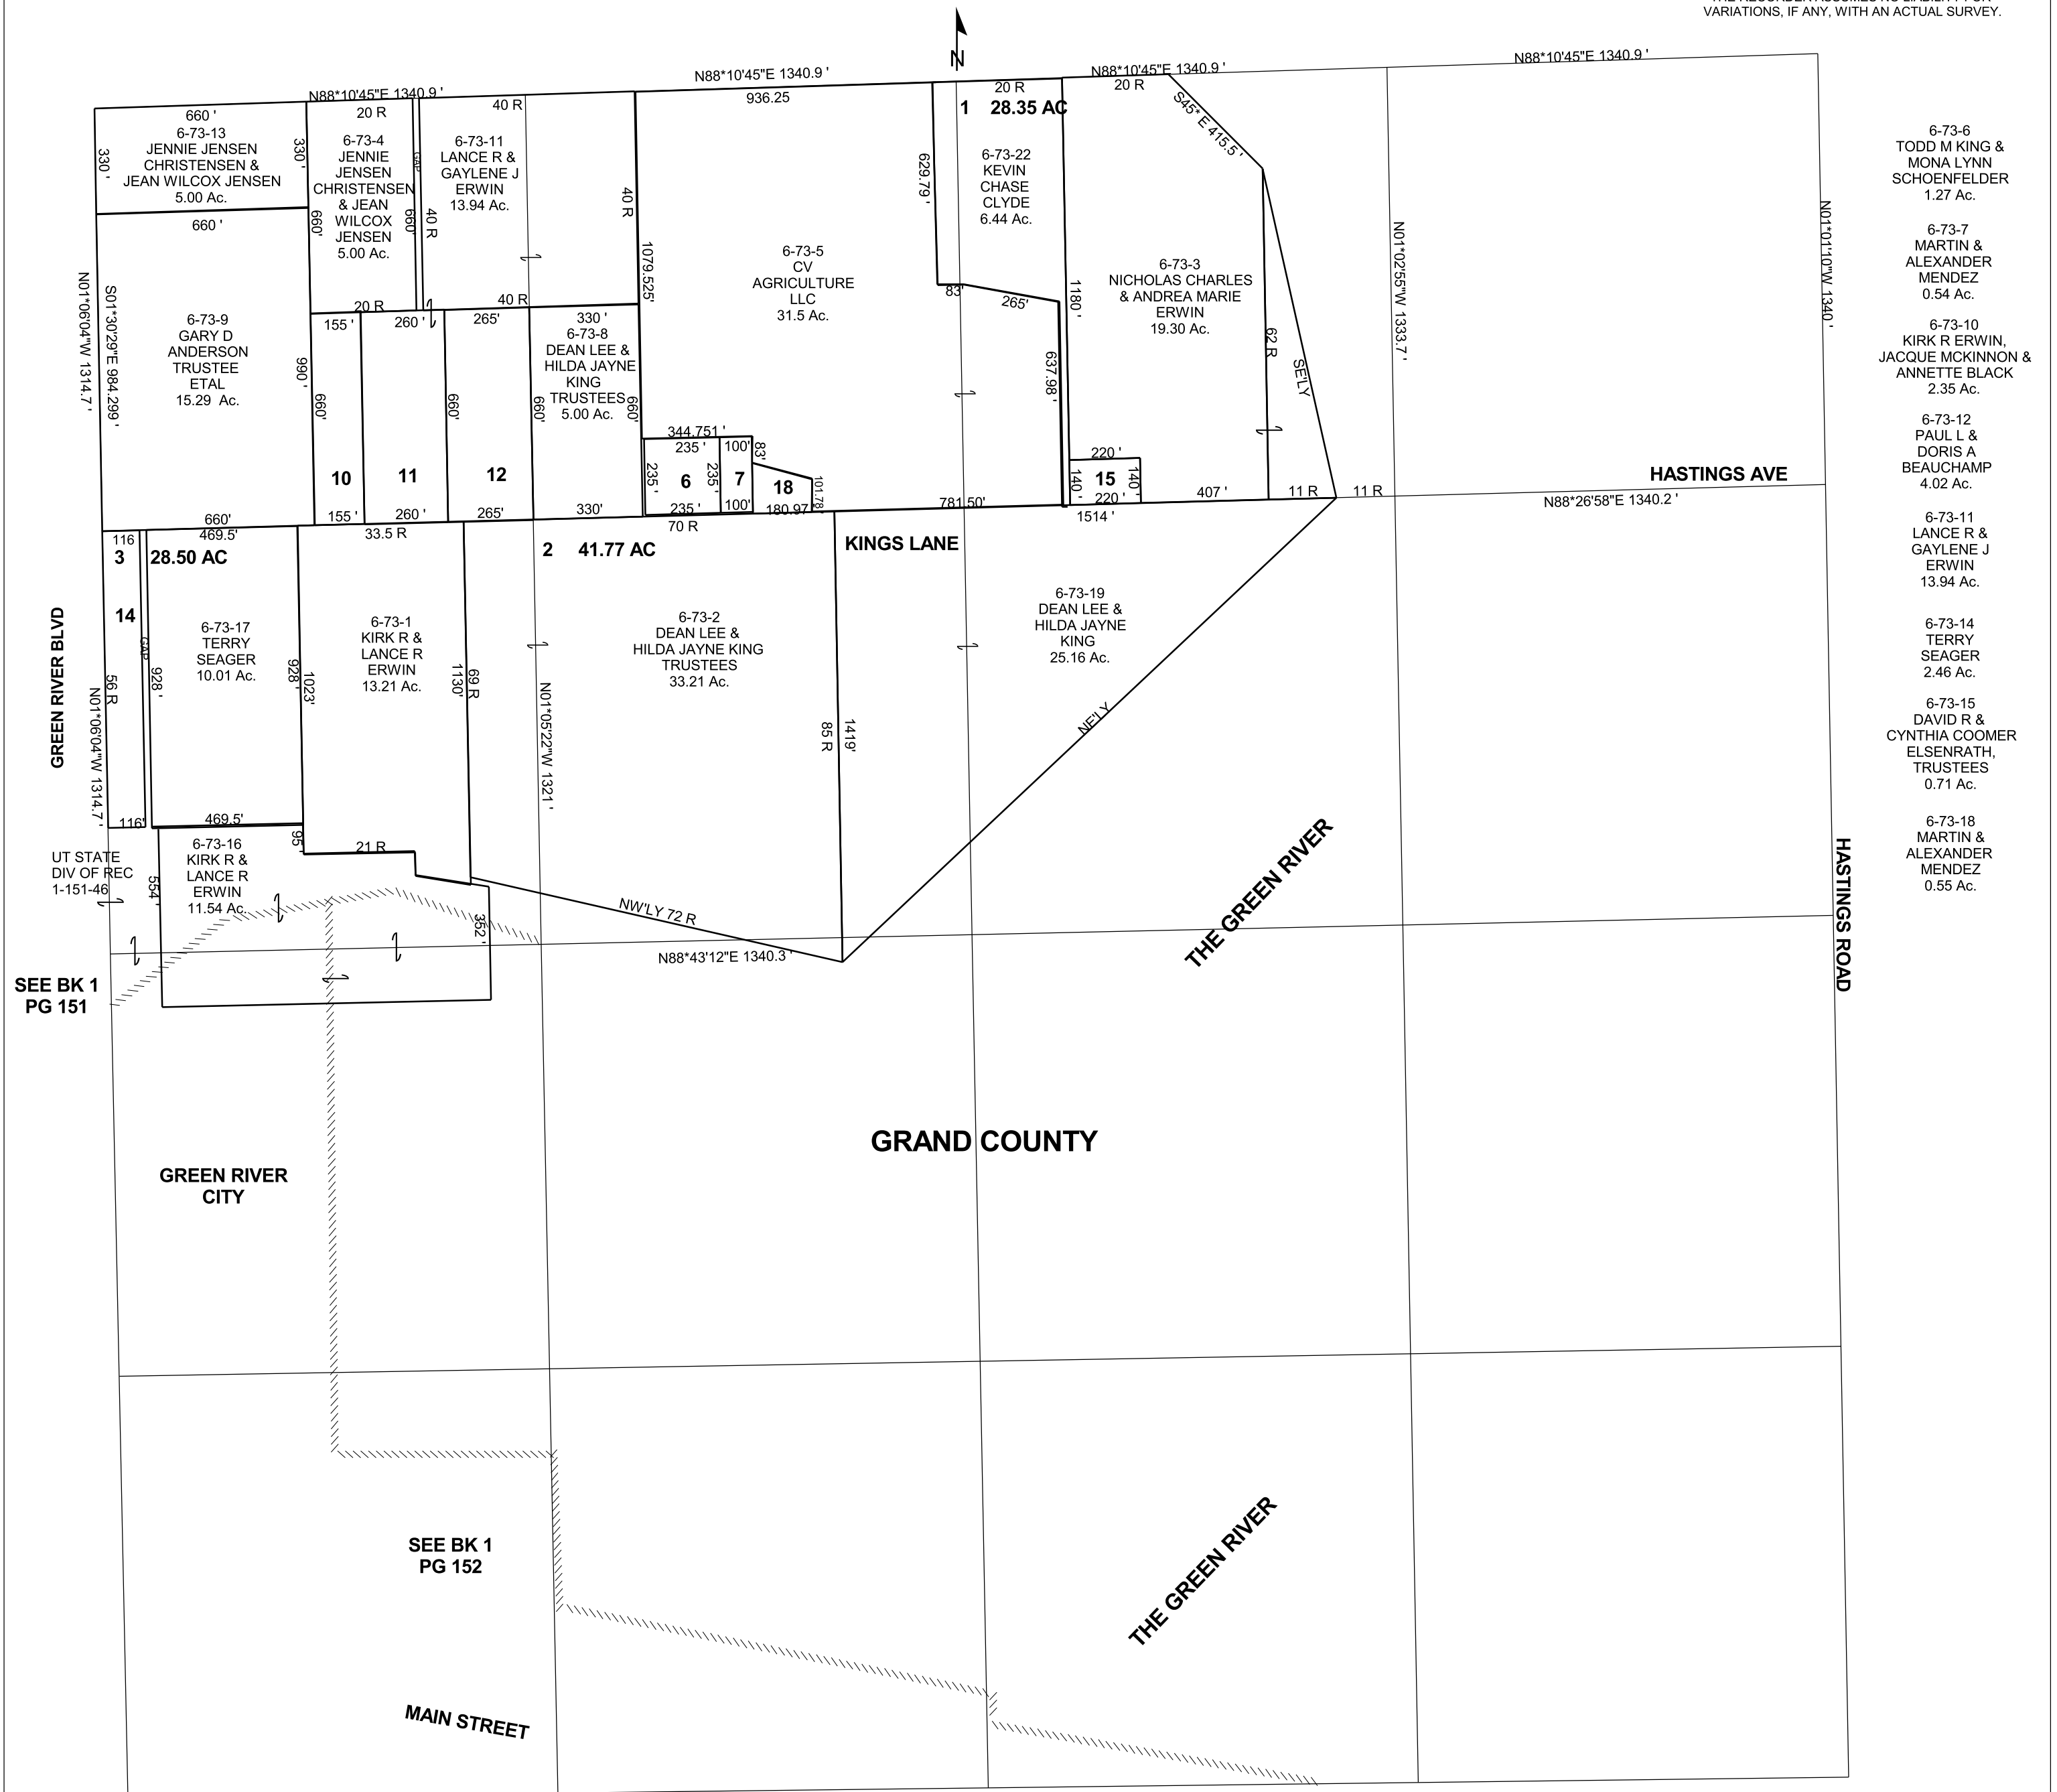 VARIATIONS, IF ANY, WITH AN ACTUAL SURVEY.
N
N88*10'45"E 1340.9 '
N88*10'45"E 1340.9 '
N88*10'45"E 1340.9 '
N88*10'45"E 1340.9 '
660 '
6-73-13
JENNIE JENSEN
CHRISTENSEN &
JEAN WILCOX JENSEN
5.00 Ac.
330 '
330 '
660 '
20 R
6-73-4
JENNIE
JENSEN
CHRISTENSEN
& JEAN
WILCOX
JENSEN
5.00 Ac.
660'
660'
GAP
20 R
40 R
6-73-11
LANCE R &
GAYLENE J
ERWIN
13.94 Ac.
40 R
40 R
40 R
936.25
1079.525'
6-73-5
CV
AGRICULTURE
LLC
31.5 Ac.
629.79 '
20 R
1 28.35 AC
6-73-22
KEVIN
CHASE
CLYDE
6.44 Ac.
83'
265'
637.98 '
1180 '
20 R
S45* E 415.5 '
6-73-3
NICHOLAS CHARLES
& ANDREA MARIE
ERWIN
19.30 Ac.
62 R
SE'LY
N01*02'55"W 1333.7 '
N01*01'10"W 1340 '
N01*06'04"W 1314.7 '
S01*30'29"E 984.299 '
6-73-9
GARY D
ANDERSON
TRUSTEE
ETAL
15.29 Ac.
990 '
660'
155 '
260 '
265'
330 '
6-73-8
DEAN LEE &
HILDA JAYNE
KING
TRUSTEES
5.00 Ac.
660'
660'
660'
660'
10
11
12
155 '
260 '
265'
330'
344.751 '
235 '
100'
83'
235 '
6
235 '
7
18
101.78'
235 '
100'
180.97'
70 R
781.50'
220 '
140 '
15
140 '
220 '
407 '
11 R
11 R
1514 '
HASTINGS AVE
N88*26'58"E 1340.2 '
469.5'
33.5 R
116
3 28.50 AC
2 41.77 AC
KINGS LANE
GREEN RIVER BLVD
14
GAP
56 R
928 '
N01*06'04"W 1314.7 '
6-73-17
TERRY
SEAGER
10.01 Ac.
928 '
1023'
6-73-1
KIRK R &
LANCE R
ERWIN
13.21 Ac.
1130'
69 R
N01*05'22"W 1321 '
6-73-2
DEAN LEE &
HILDA JAYNE KING
TRUSTEES
33.21 Ac.
85 R
1419'
6-73-19
DEAN LEE &
HILDA JAYNE
KING
25.16 Ac.
NE'LY
116'
469.5'
95 '
21 R
UT STATE
DIV OF REC
1-151-46
554 '
6-73-16
KIRK R &
LANCE R
ERWIN
11.54 Ac.
352 '
NW'LY 72 R
N88*43'12"E 1340.3 '
THE GREEN RIVER
HASTINGS ROAD
SEE BK 1
PG 151
GRAND COUNTY
GREEN RIVER
CITY
SEE BK 1
PG 152
THE GREEN RIVER
MAIN STREET
6-73-6
TODD M KING &
MONA LYNN
SCHOENFELDER
1.27 Ac.
6-73-7
MARTIN &
ALEXANDER
MENDEZ
0.54 Ac.
6-73-10
KIRK R ERWIN,
JACQUE MCKINNON &
ANNETTE BLACK
2.35 Ac.
6-73-12
PAUL L &
DORIS A
BEAUCHAMP
4.02 Ac.
6-73-11
LANCE R &
GAYLENE J
ERWIN
13.94 Ac.
6-73-14
TERRY
SEAGER
2.46 Ac.
6-73-15
DAVID R &
CYNTHIA COOMER
ELSENRATH,
TRUSTEES
0.71 Ac.
6-73-18
MARTIN &
ALEXANDER
MENDEZ
0.55 Ac.